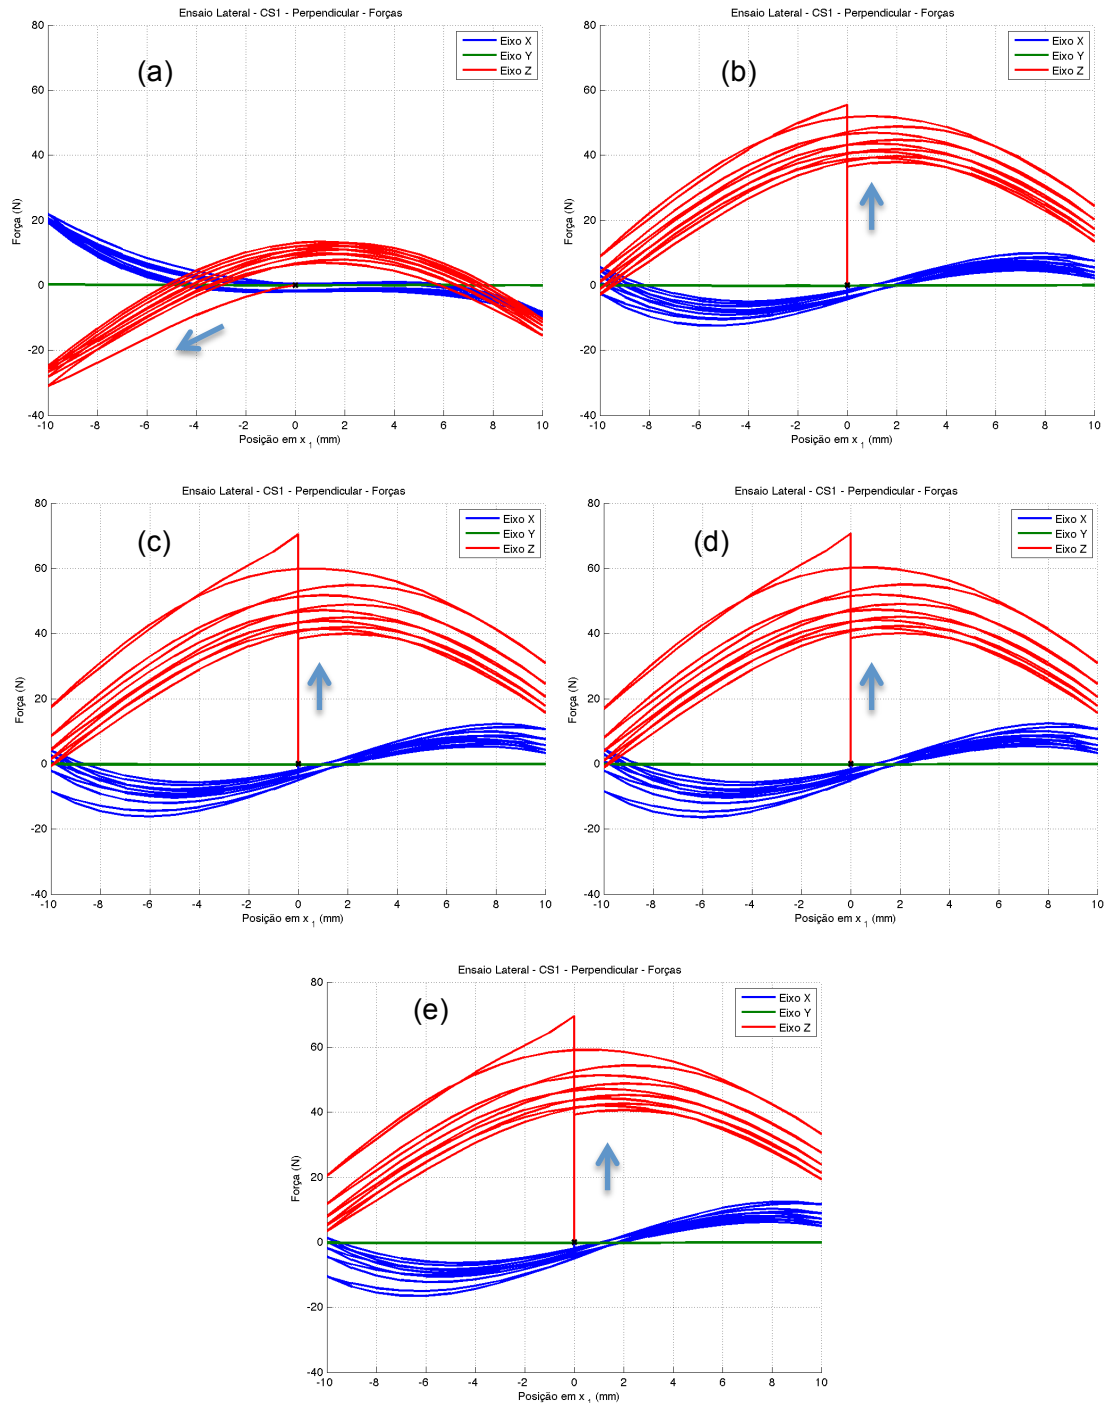 Ensaio Lateral - CS1 - Perpendicular - Forças
(a)
Eixo X
Eixo Y
Eixo Z
Força (N)
80
60
40
20
0
-20
-40
-10 -8 -6 -4 -2 0 2 4 6 8 10
Posição em x 1 (mm)
Ensaio Lateral - CS1 - Perpendicular - Forças
(b)
Eixo X
Eixo Y
Eixo Z
Força (N)
80
60
40
20
0
-20
-40
-10 -8 -6 -4 -2 0 2 4 6 8 10
Posição em x 1 (mm)
Ensaio Lateral - CS1 - Perpendicular - Forças
(c)
Eixo X
Eixo Y
Eixo Z
Força (N)
80
60
40
20
0
-20
-40
-10 -8 -6 -4 -2 0 2 4 6 8 10
Posição em x 1 (mm)
Ensaio Lateral - CS1 - Perpendicular - Forças
(d)
Eixo X
Eixo Y
Eixo Z
Força (N)
80
60
40
20
0
-20
-40
-10 -8 -6 -4 -2 0 2 4 6 8 10
Posição em x 1 (mm)
Ensaio Lateral - CS1 - Perpendicular - Forças
(e)
Eixo X
Eixo Y
Eixo Z
Força (N)
80
60
40
20
0
-20
-40
-10 -8 -6 -4 -2 0 2 4 6 8 10
Posição em x 1 (mm)